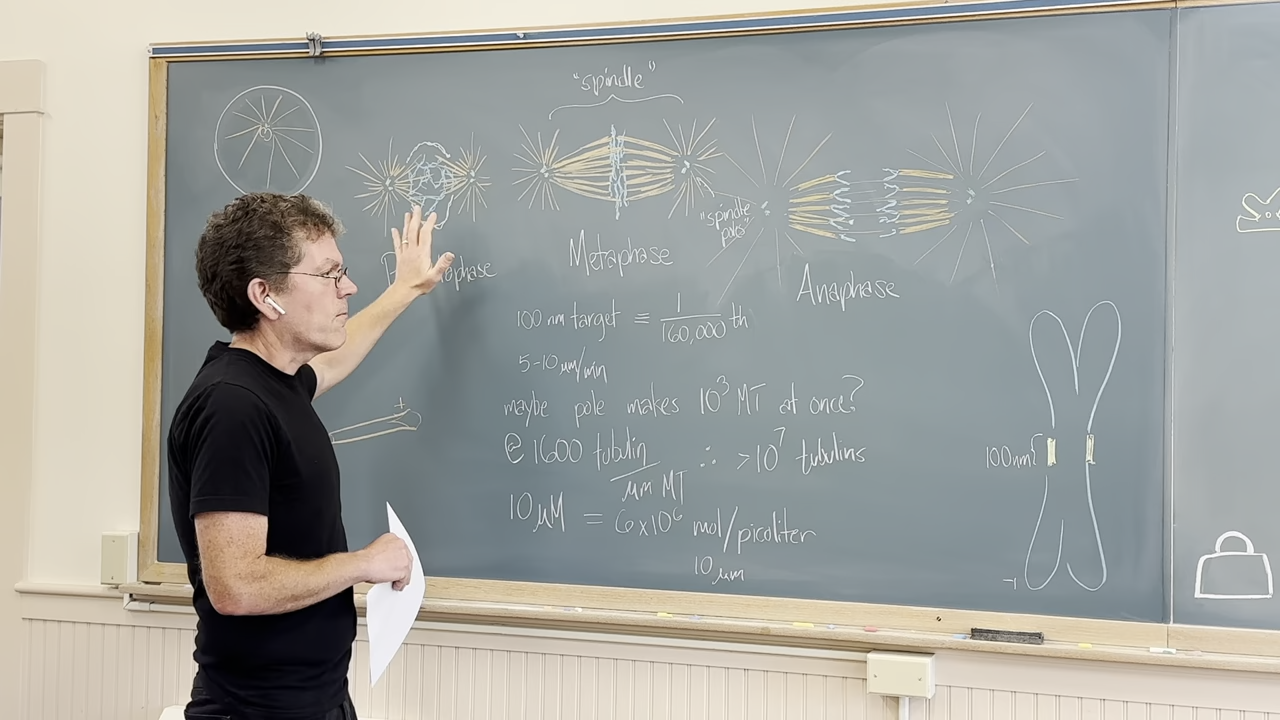 "spindle"
"spindle
poles"
Metaphase
Anaphase
100 nm target ≡ 1/160,000 th
5-10 μm/min
maybe pole makes 10³ MT at once?
@ 1600 tubulin/μm MT ∴ >10⁷ tubulins
10 μM = 6x10⁶ mol/picoliter
10 μm
+
100nm?